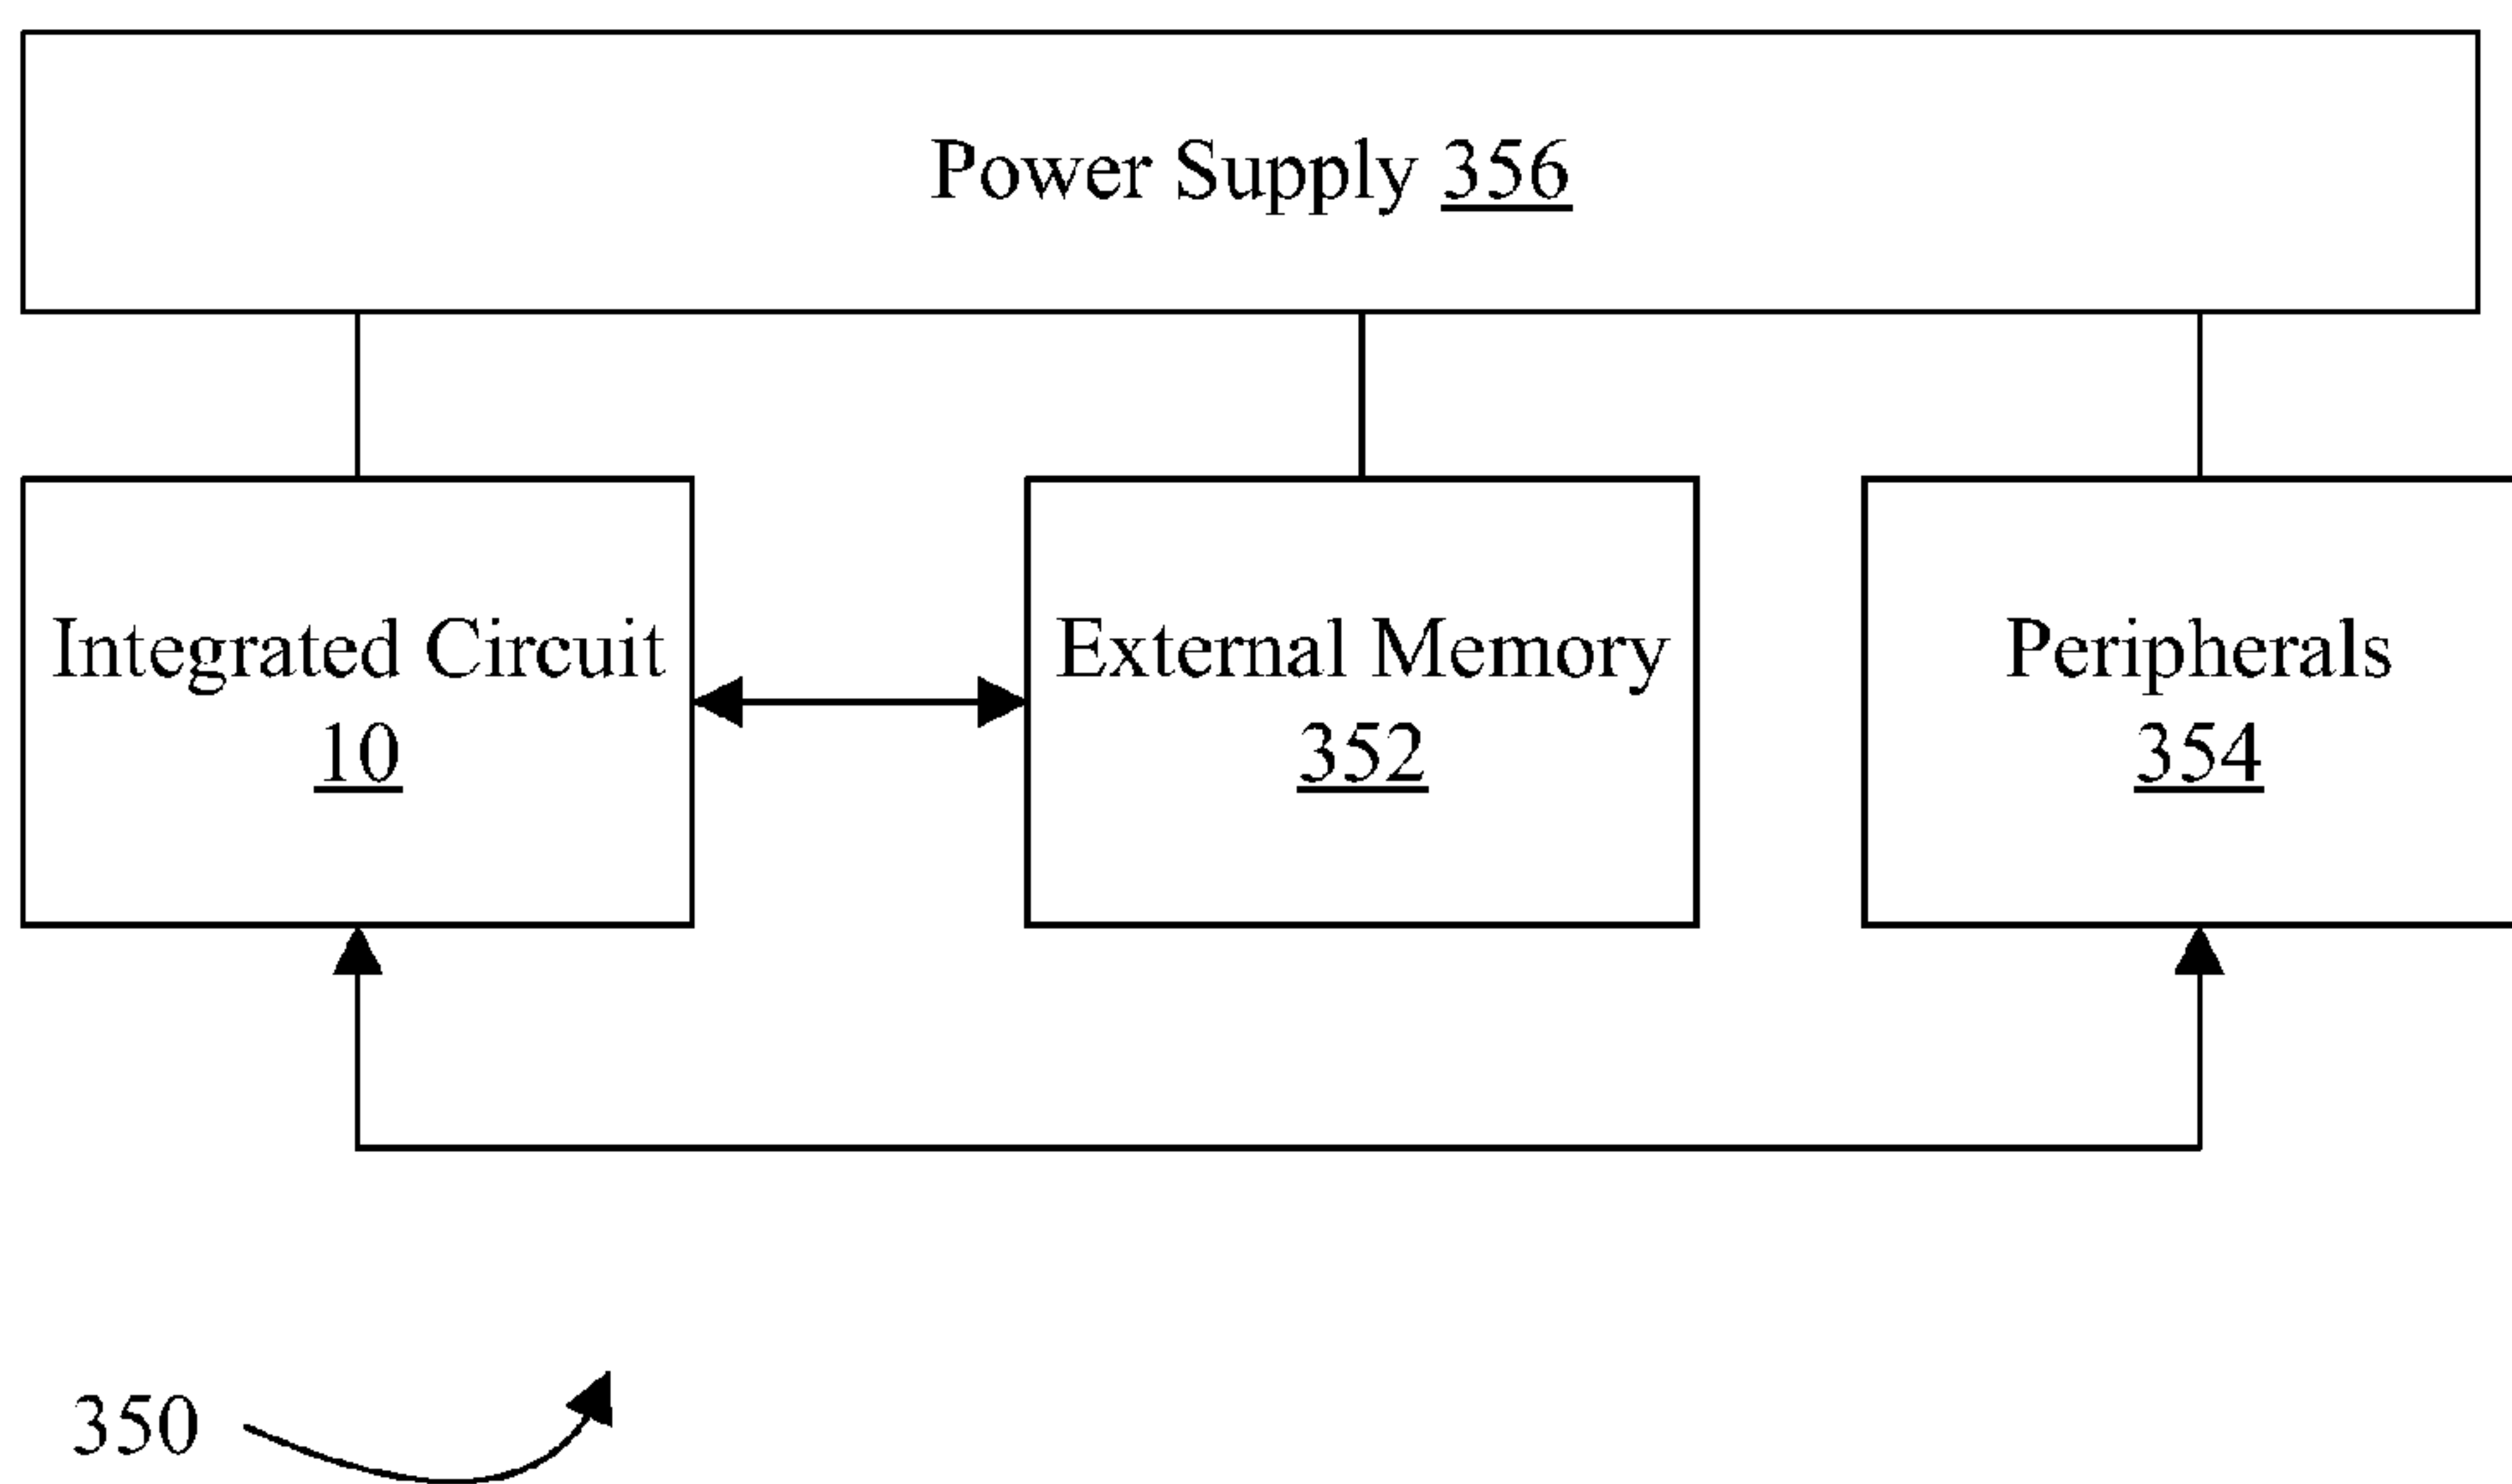 Power Supply 356
Integrated Circuit
10
External Memory
352
Peripherals
354
350